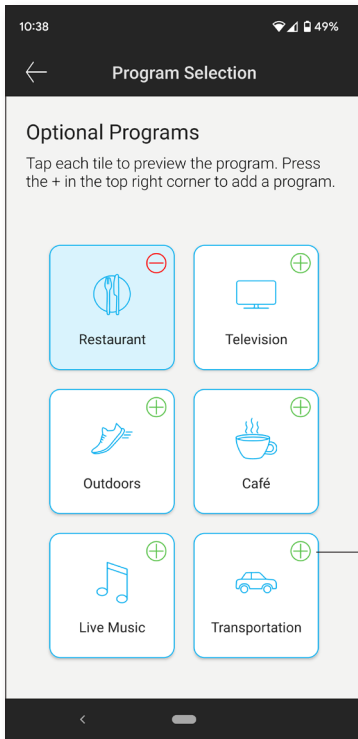 10:38 49%
Program Selection
Optional Programs
Tap each tile to preview the program. Press
the + in the top right corner to add a program.
Restaurant
Television
Outdoors
Café
Live Music
Transportation